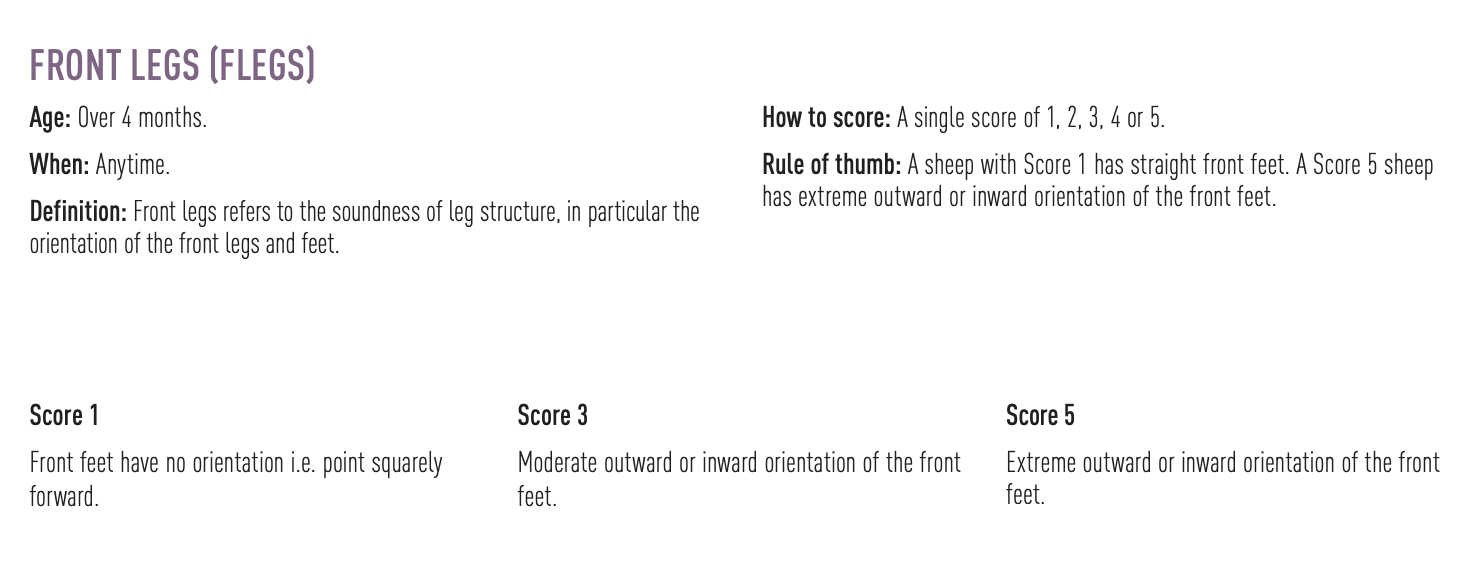 FRONT LEGS (FLEGS)
Age: Over 4 months.
When: Anytime.
Definition: Front legs refers to the soundness of leg structure, in particular the
orientation of the front legs and feet.
How to score: A single score of 1, 2, 3, 4 or 5.
Rule of thumb: A sheep with Score 1 has straight front feet. A Score 5 sheep
has extreme outward or inward orientation of the front feet.
Score 1
Front feet have no orientation i.e. point squarely
forward.
Score 3
Moderate outward or inward orientation of the front
feet.
Score 5
Extreme outward or inward orientation of the front
feet.